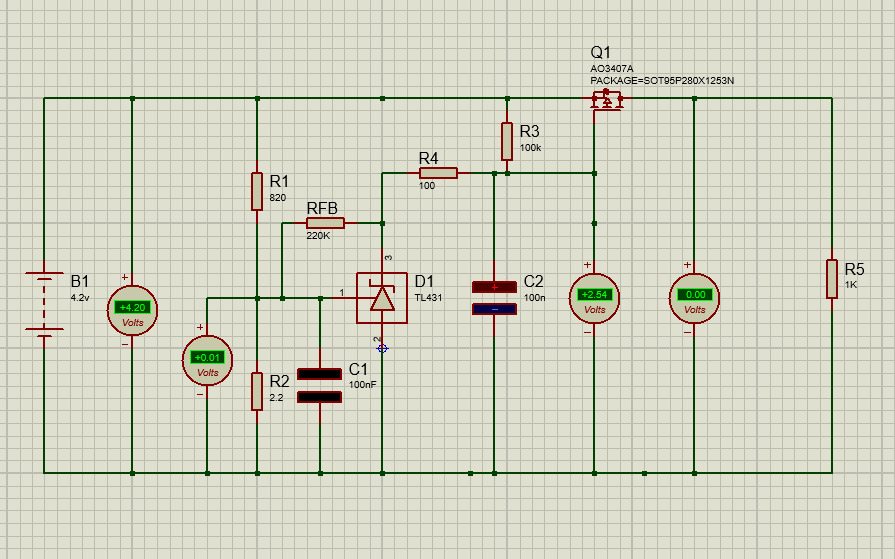 Q1
AO3407A
PACKAGE=SOT95P280X1253N
R3
100k
R4
100
R1
820
RFB
220K
3
B1
4.2v
+
+4.20
Volts
−
1
D1
TL431
2
C2
100n
+
−
+
+2.54
Volts
−
+
0.00
Volts
−
R5
1K
+
+0.01
Volts
−
R2
2.2
C1
100nF